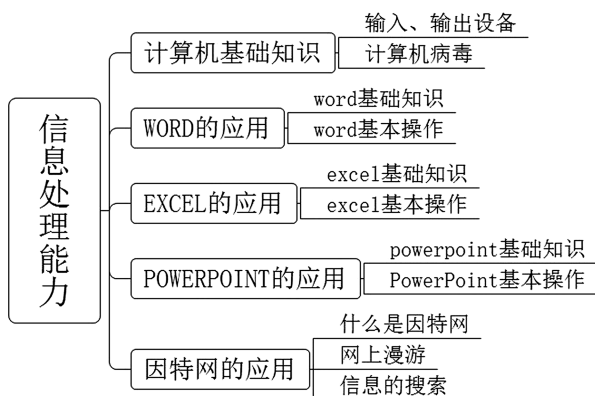 信息处理能力
计算机基础知识
输入、输出设备
计算机病毒
WORD的应用
word基础知识
word基本操作
EXCEL的应用
excel基础知识
excel基本操作
POWERPOINT的应用
powerpoint基础知识
PowerPoint基本操作
因特网的应用
什么是因特网
网上漫游
信息的搜索